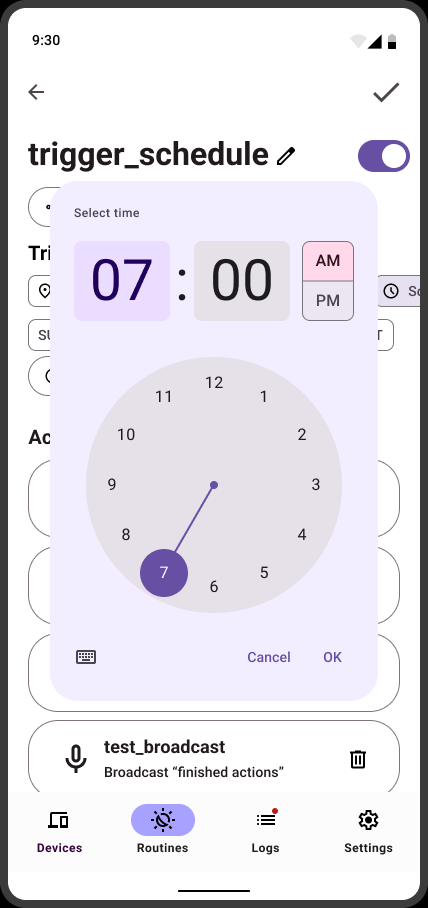 9:30
trigger_schedule
Select time
07 : 00
AM
PM
Tri
Sc
SU
T
12
11
1
10
2
9
3
8
4
7
5
6
Ac
Cancel
OK
test_broadcast
Broadcast “finished actions”
Devices
Routines
Logs
Settings